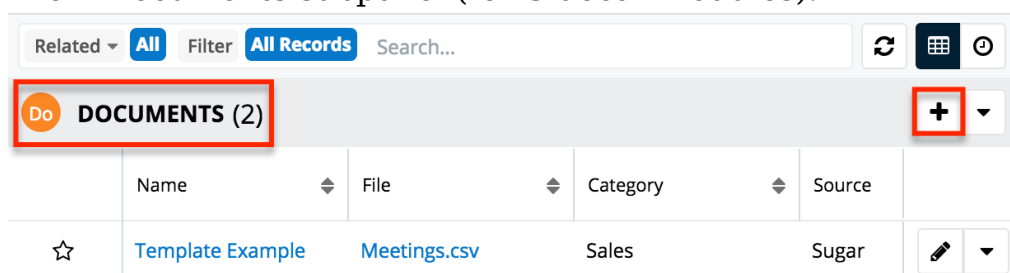 Related All Filter All Records Search...
Do DOCUMENTS (2)
Name File Category Source
Template Example Meetings.csv Sales Sugar